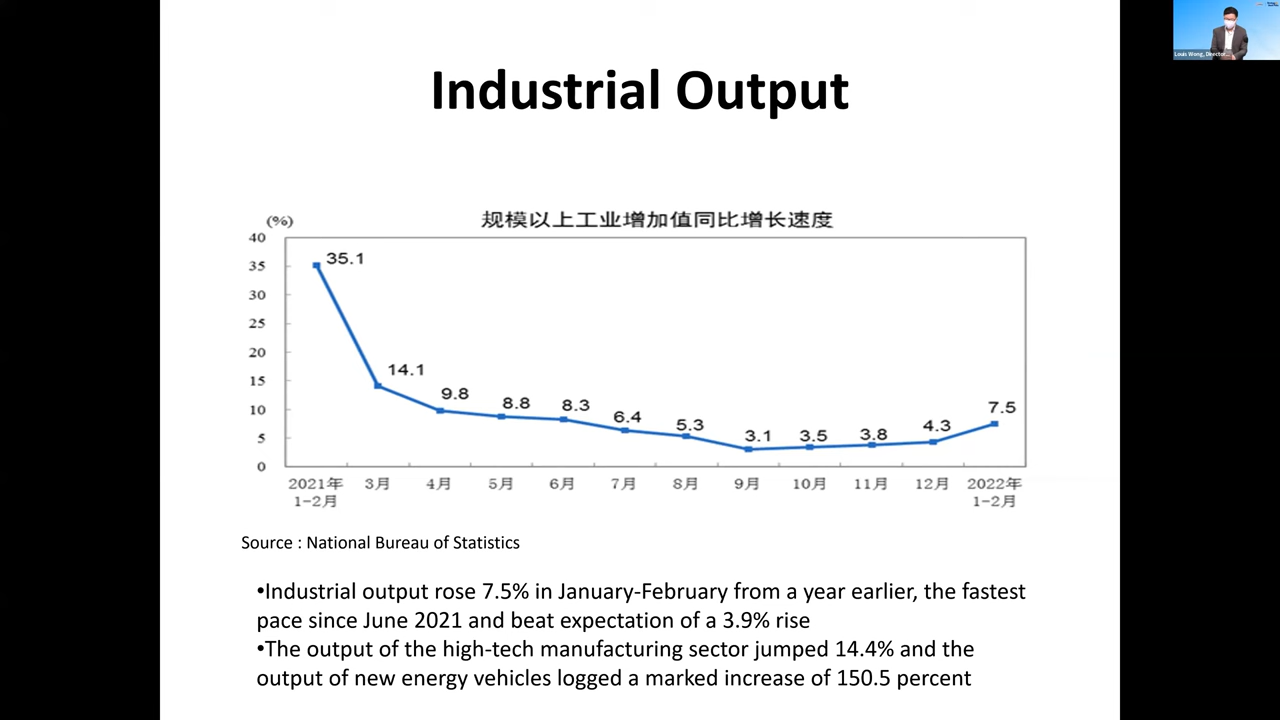 Industrial Output
规模以上工业增加值同比增长速度
(%)
40
35
30
25
20
15
10
5
0
35.1
14.1
9.8
8.8
8.3
6.4
5.3
3.1
3.5
3.8
4.3
7.5
2021年
1-2月
3月
4月
5月
6月
7月
8月
9月
10月
11月
12月
2022年
1-2月
Source : National Bureau of Statistics
•Industrial output rose 7.5% in January-February from a year earlier, the fastest
pace since June 2021 and beat expectation of a 3.9% rise
•The output of the high-tech manufacturing sector jumped 14.4% and the
output of new energy vehicles logged a marked increase of 150.5 percent
Louis Wong, Director...